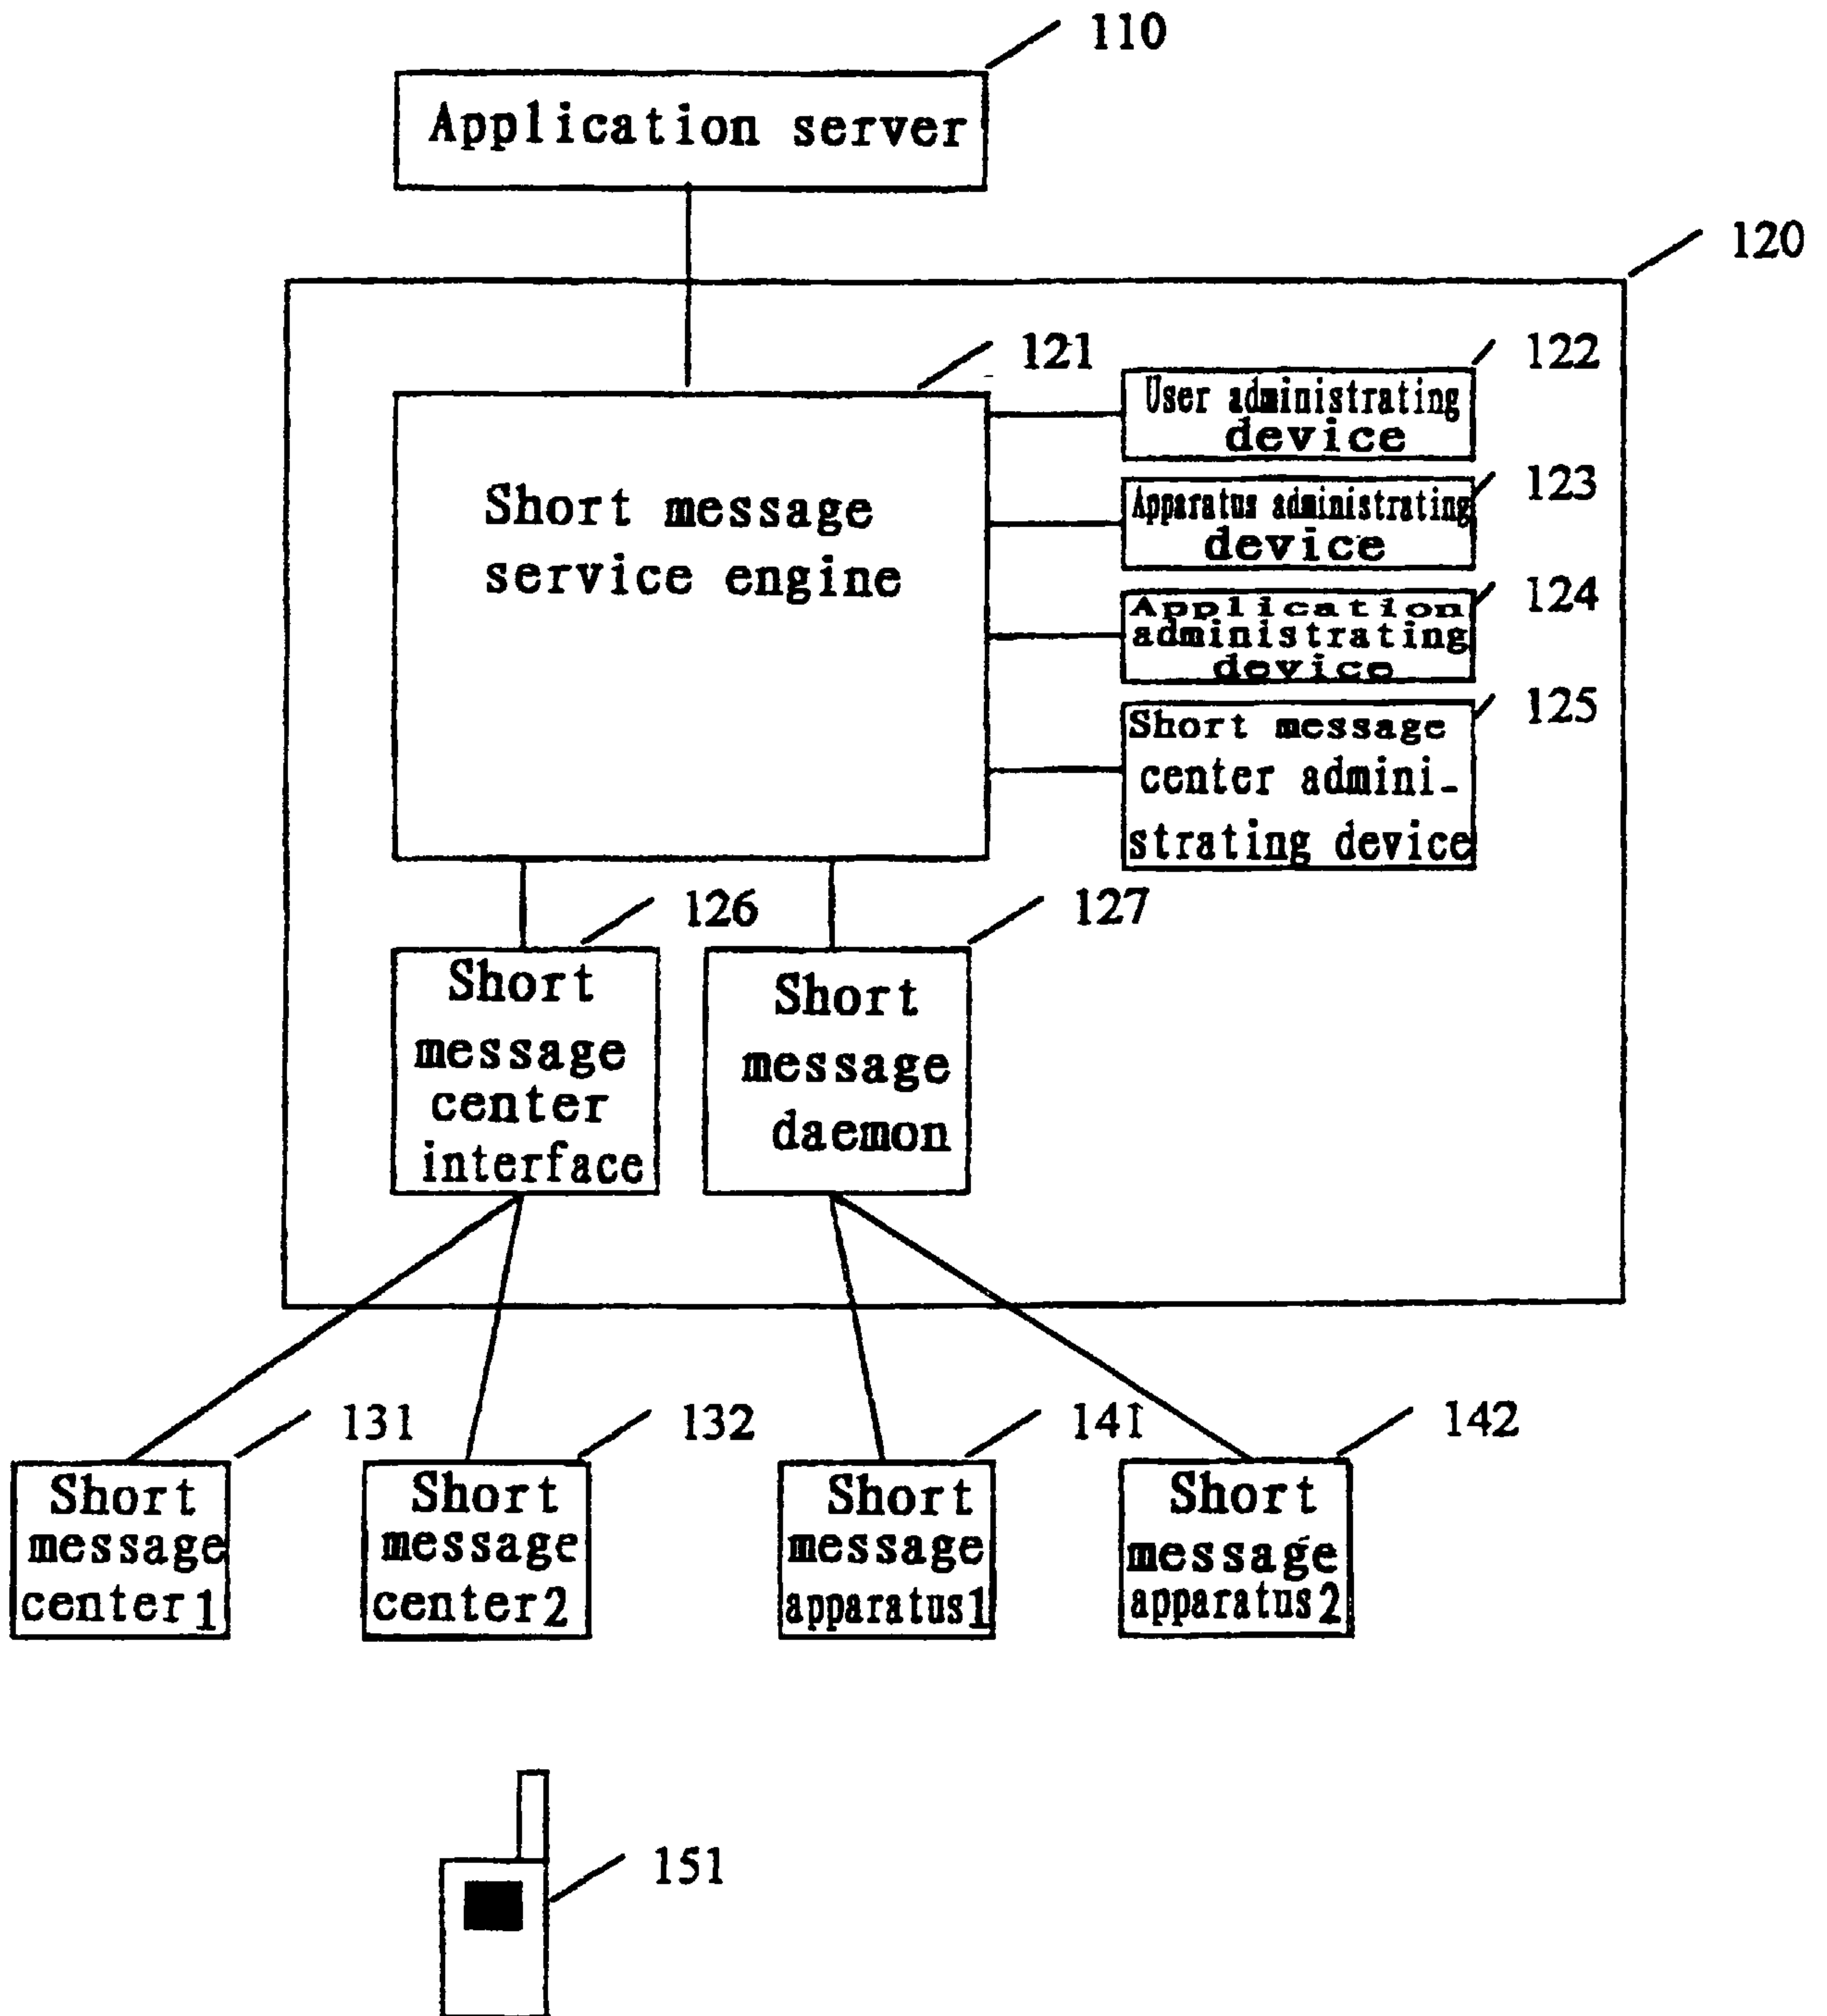 110
Application server
120
121
122
User administrating
device
123
Apparatus administrating
device
124
Application
administrating
device
125
Short message
center admini-
strating device
Short message
service engine
126
127
Short
message
center
interface
Short
message
daemon
131
132
141
142
Short
message
center1
Short
message
center2
Short
message
apparatus1
Short
message
apparatus2
151